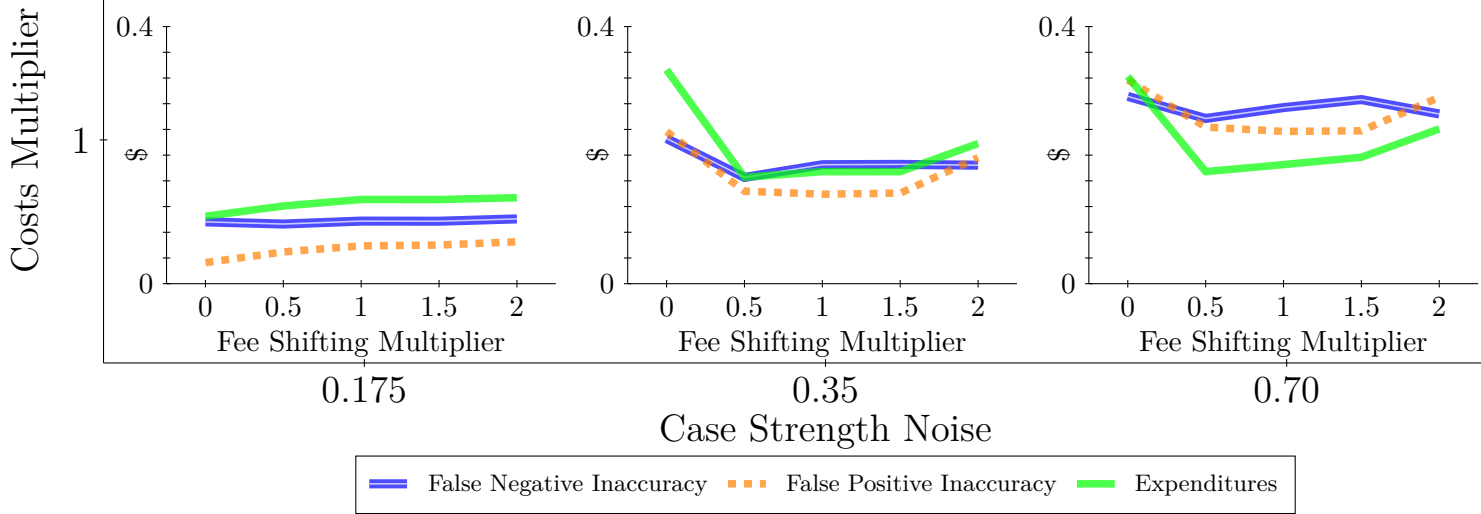 Costs Multiplier
1
0.4
$
0
0 0.5 1 1.5 2
Fee Shifting Multiplier
0.4
$
0
0 0.5 1 1.5 2
Fee Shifting Multiplier
0.4
$
0
0 0.5 1 1.5 2
Fee Shifting Multiplier
0.175 0.35 0.70
Case Strength Noise
False Negative Inaccuracy False Positive Inaccuracy Expenditures